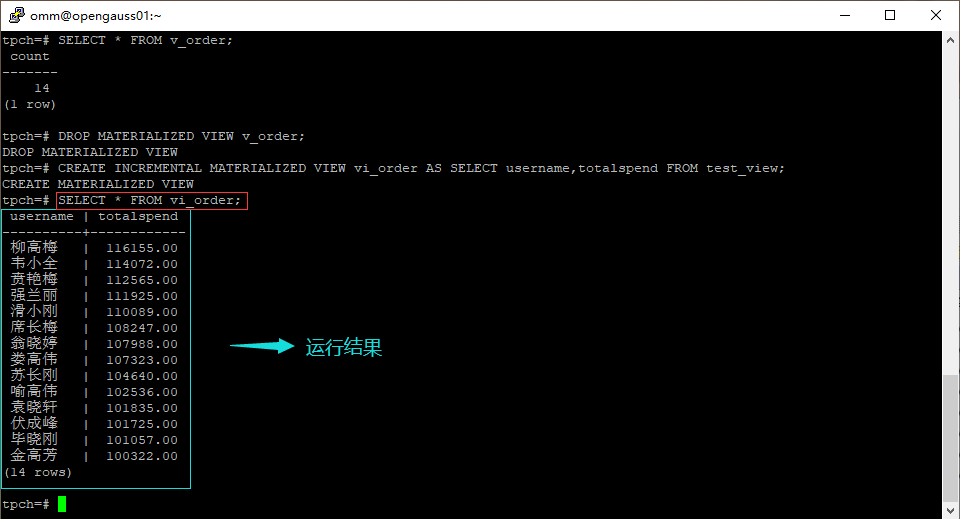 omm@opengauss01:~
tpch=# SELECT * FROM v_order;
 count
-------
    14
(1 row)

tpch=# DROP MATERIALIZED VIEW v_order;
DROP MATERIALIZED VIEW
tpch=# CREATE INCREMENTAL MATERIALIZED VIEW vi_order AS SELECT username,totalspend FROM test_view;
CREATE MATERIALIZED VIEW
tpch=# SELECT * FROM vi_order;
 username | totalspend
----------+-------------
 柳高梅   |  116155.00
 韦小全   |  114072.00
 贲艳梅   |  112565.00
 强兰丽   |  111925.00
 滑小刚   |  110089.00
 席长梅   |  108247.00
 翁晓婷   |  107988.00
 娄高伟   |  107323.00
 苏长刚   |  104640.00
 喻高伟   |  102536.00
 袁晓轩   |  101835.00
 伏成峰   |  101725.00
 毕晓刚   |  101057.00
 金高芳   |  100322.00
(14 rows)
运行结果

tpch=#